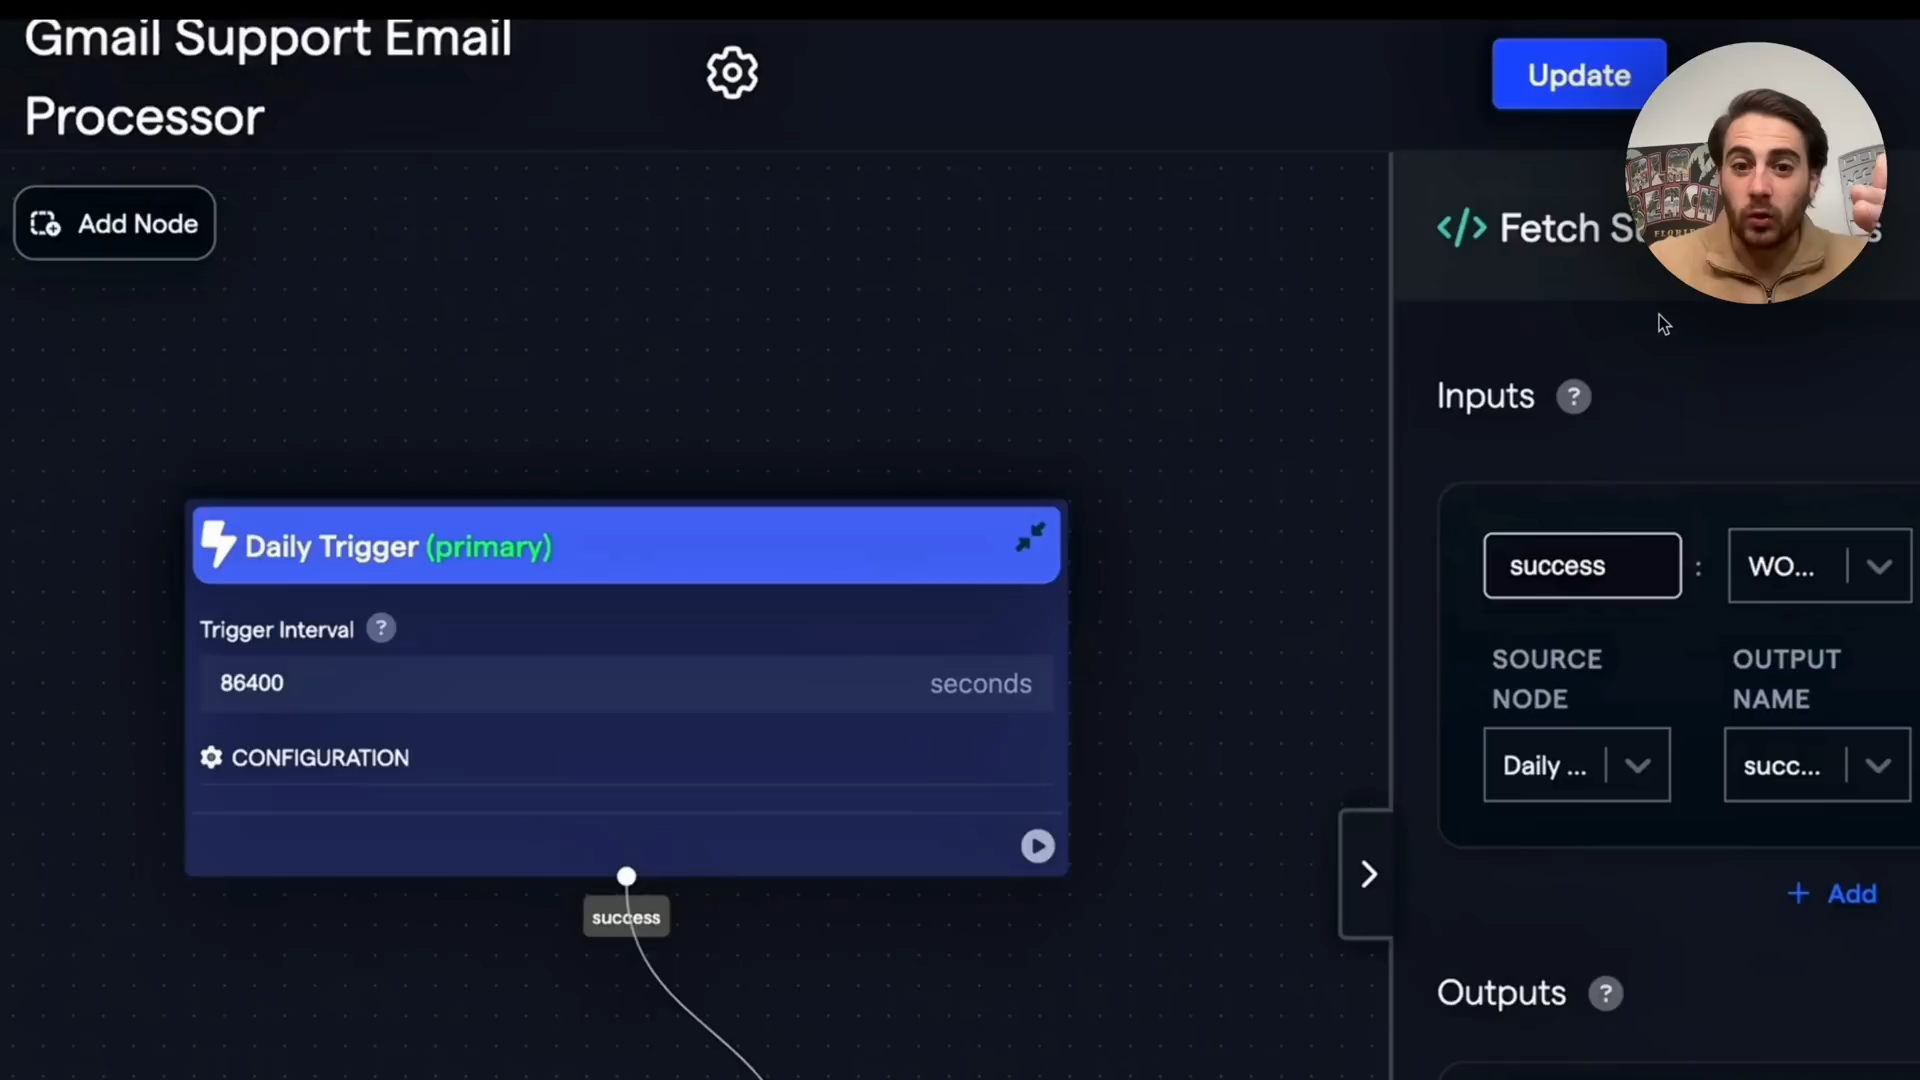 Gmail Support Email
Processor
Update
Add Node
</> Fetch
Inputs ?
Daily Trigger (primary)
success : WO...
Trigger Interval ?
SOURCE
NODE
OUTPUT
NAME
86400 seconds
CONFIGURATION
Daily ... succ...
+ Add
success
Outputs ?